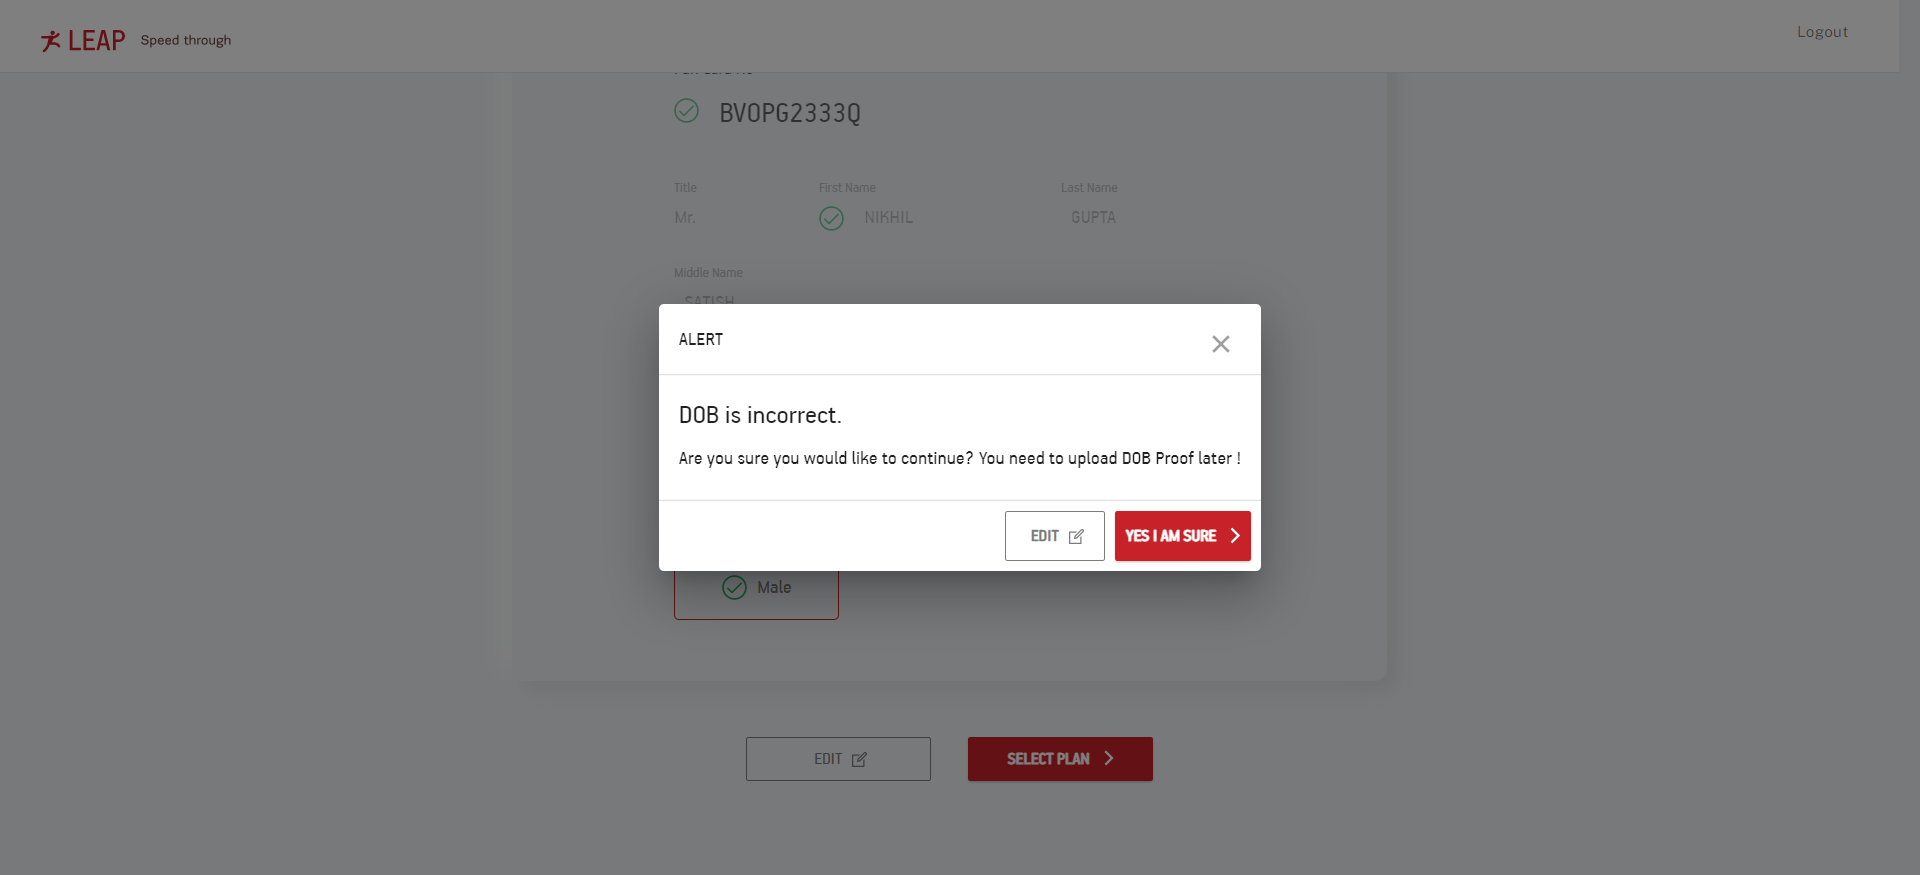 LEAP Speed through
Logout
BVOPG2333Q
Title First Name Last Name
Mr. NIKHIL GUPTA
Middle Name
SATISH
ALERT
DOB is incorrect.
Are you sure you would like to continue? You need to upload DOB Proof later !
EDIT YES I AM SURE
Male
EDIT SELECT PLAN